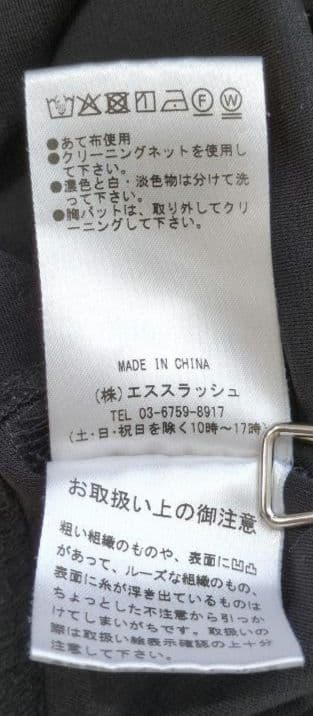 ●あて布使用
●クリーニングネットを使用し
て下さい。
●濃色と白・淡色物は分けて洗
って下さい。
●胸パットは、取り外してクリ
ーニングして下さい。
MADE IN CHINA
(株)エススラッシュ
TEL 03-6759-8917
(土・日・祝日を除く10時〜17時)
お取扱い上の御注意
粗い組織のものや、表面に凹凸
があって、ルーズな組織のもの、
表面に糸が浮き出ているものは
ちょっとした不注意から引っか
けてしまいがちです。取扱いの
際は取扱い絵表示確認の上十分
注意して下さい。